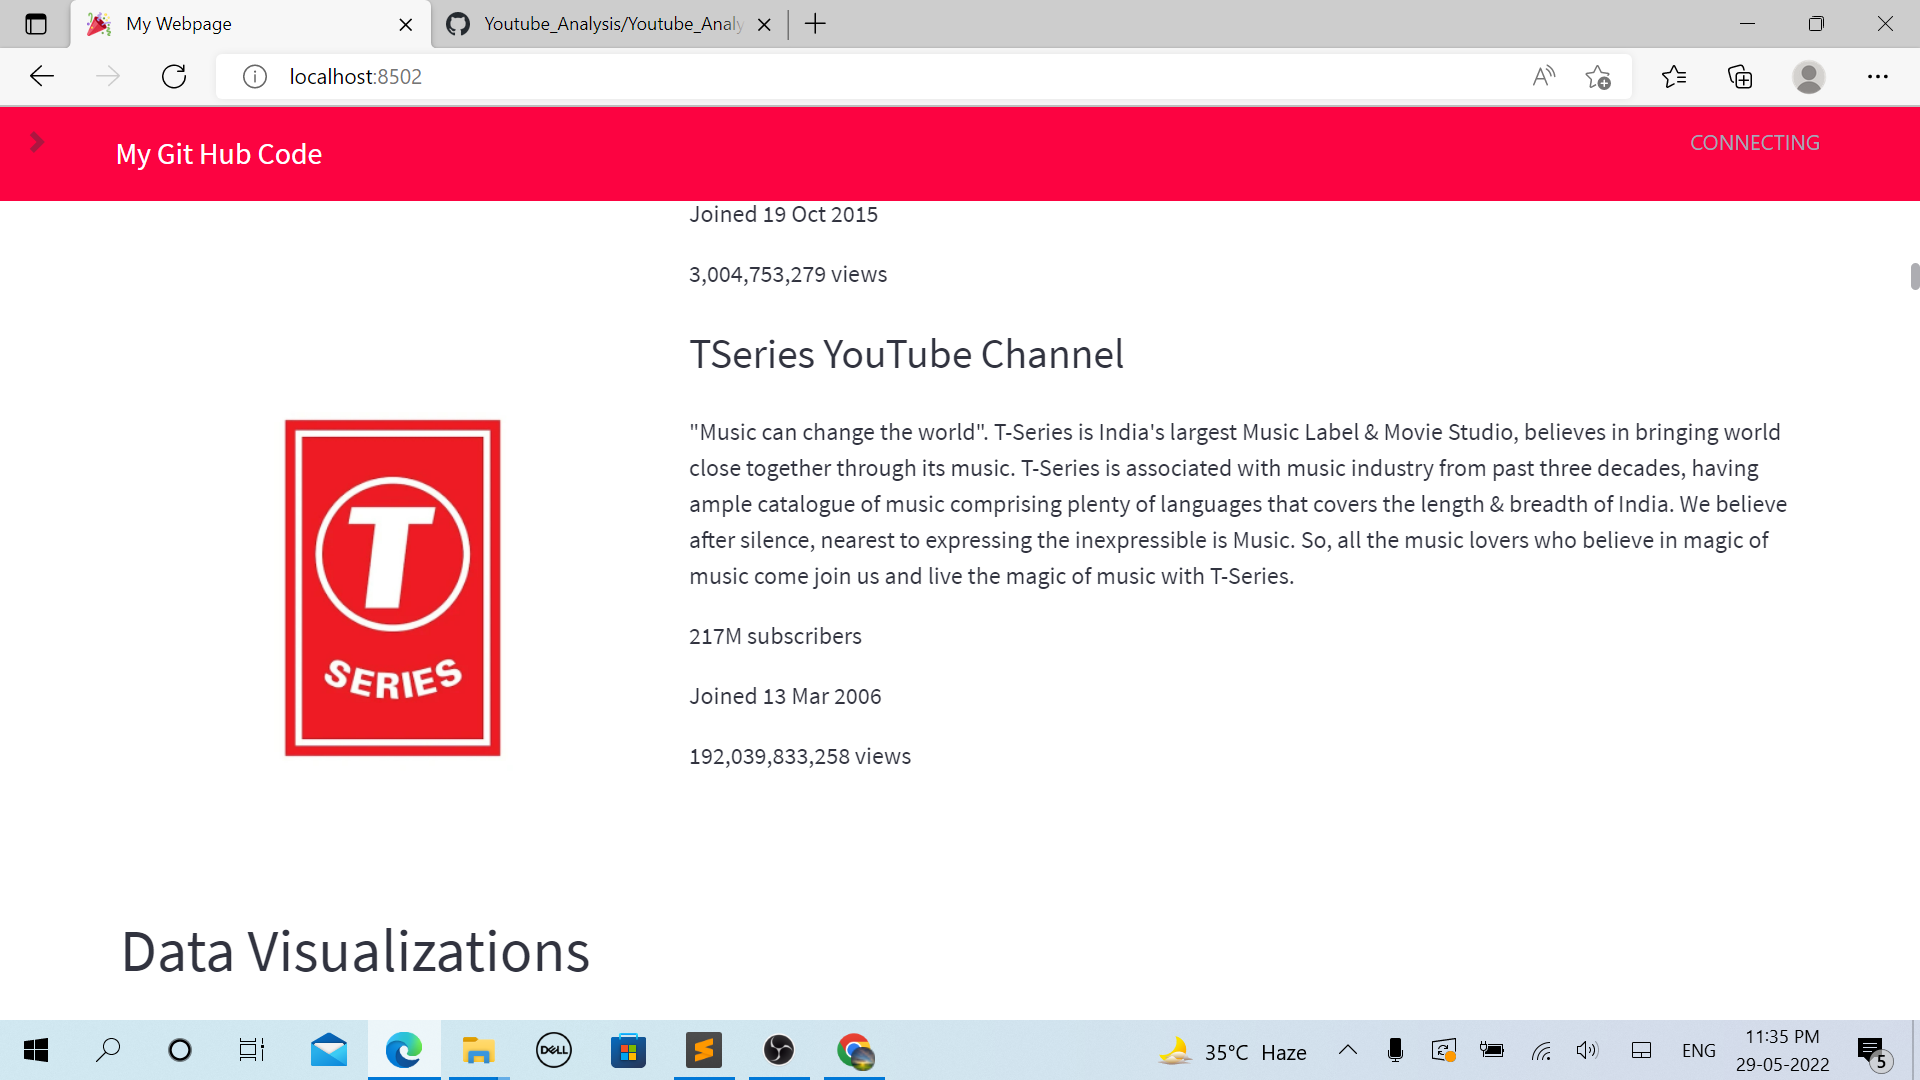 My Webpage
Youtube_Analysis/Youtube_Analy
localhost:8502
My Git Hub Code
CONNECTING
Joined 19 Oct 2015
3,004,753,279 views
TSeries YouTube Channel
"Music can change the world". T-Series is India's largest Music Label & Movie Studio, believes in bringing world
close together through its music. T-Series is associated with music industry from past three decades, having
ample catalogue of music comprising plenty of languages that covers the length & breadth of India. We believe
after silence, nearest to expressing the inexpressible is Music. So, all the music lovers who believe in magic of
music come join us and live the magic of music with T-Series.
T
SERIES
217M subscribers
Joined 13 Mar 2006
192,039,833,258 views
Data Visualizations
DELL
35°C Haze
ENG
11:35 PM
29-05-2022
5